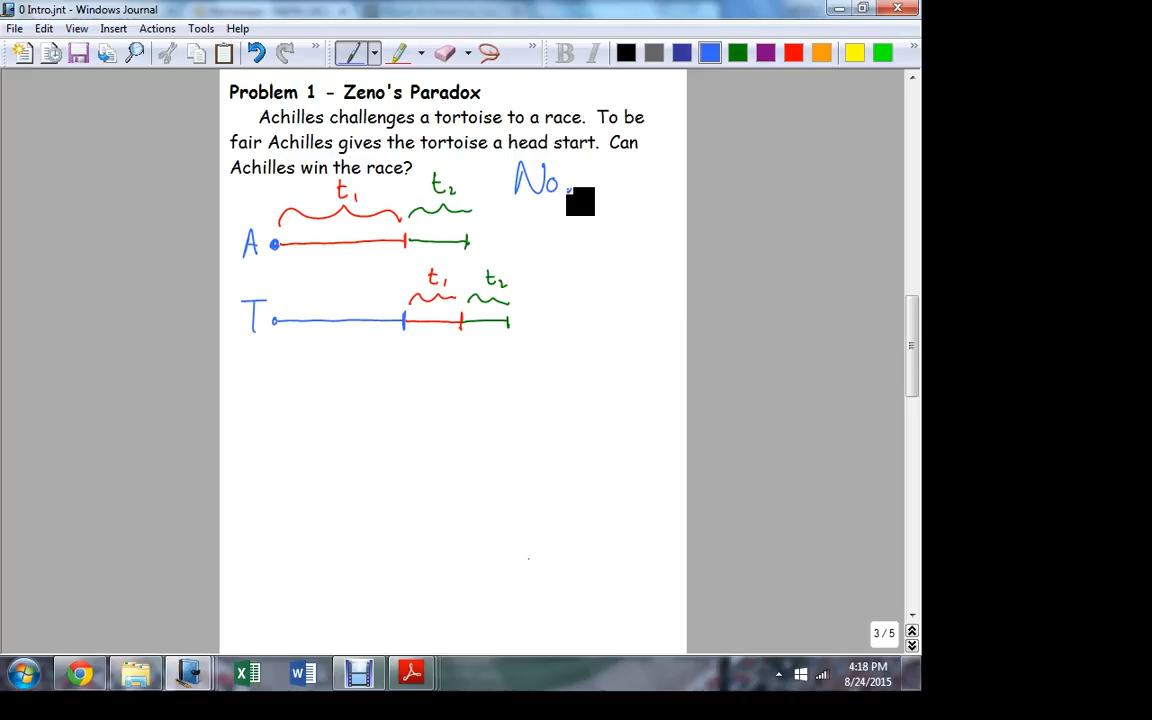 0 Intro.jnt - Windows Journal
File Edit View Insert Actions Tools Help
» » B I »
Problem 1 - Zeno's Paradox
Achilles challenges a tortoise to a race. To be
fair Achilles gives the tortoise a head start. Can
Achilles win the race?
No.
t₁ t₂
A
t₁ t₂
T
3 / 5
4:18 PM
8/24/2015